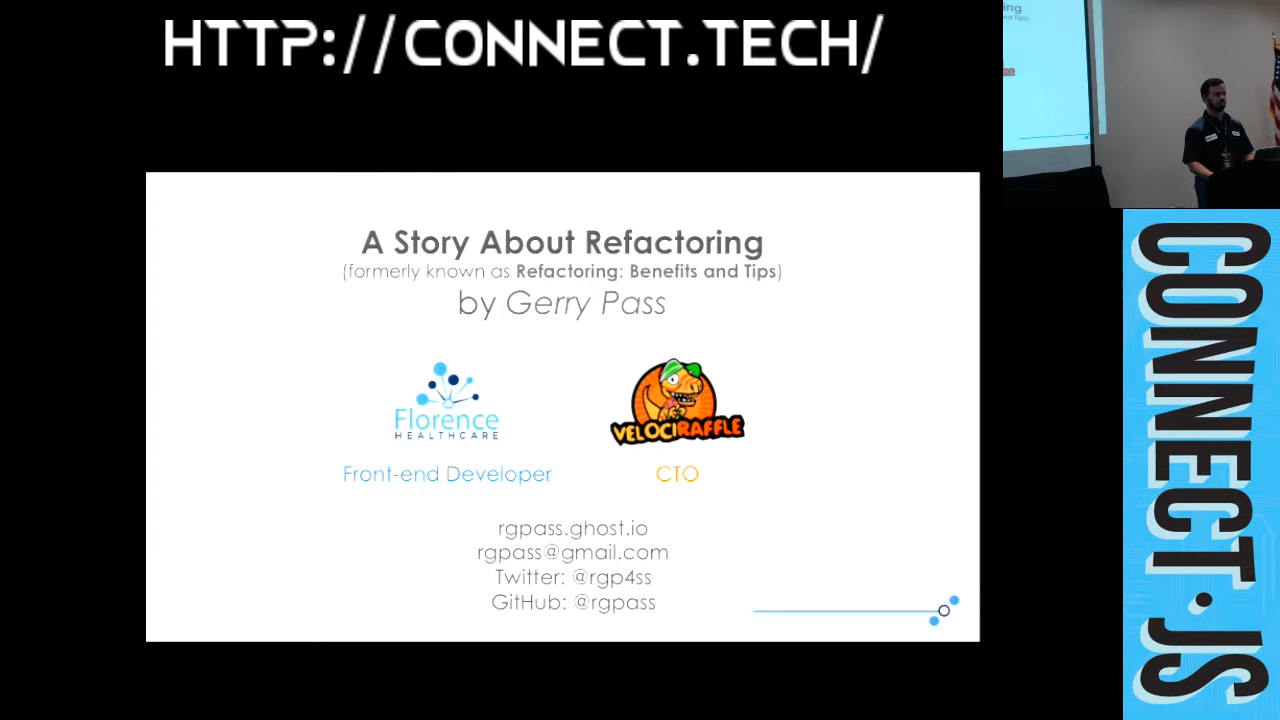 HTTP://CONNECT.TECH/
A Story About Refactoring
(formerly known as Refactoring: Benefits and Tips)
by Gerry Pass
Florence
HEALTHCARE
VELOCIRAFFLE
Front-end Developer
CTO
rgpass.ghost.io
rgpass@gmail.com
Twitter: @rgp4ss
GitHub: @rgpass
CONNECT.JS